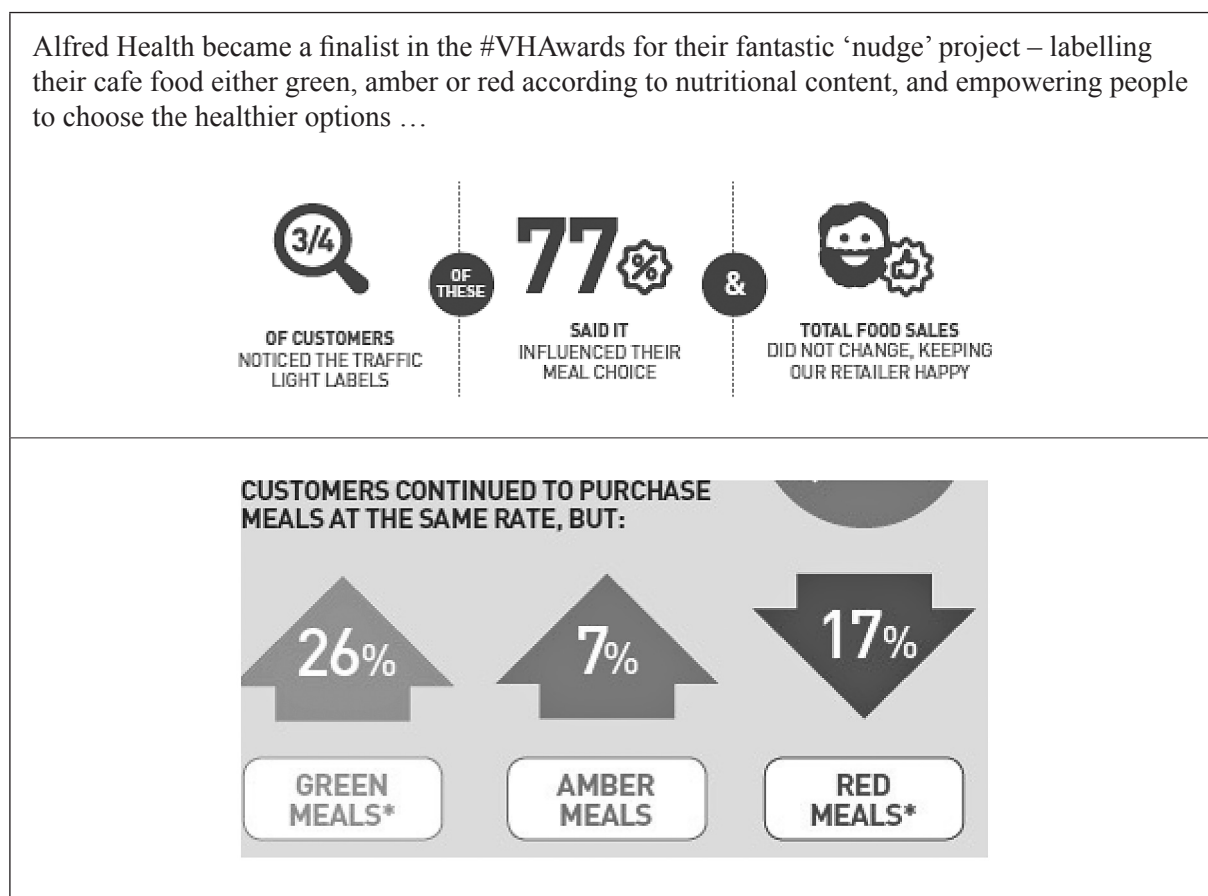 Alfred Health became a finalist in the #VHAwards for their fantastic ‘nudge’ project – labelling
their cafe food either green, amber or red according to nutritional content, and empowering people
to choose the healthier options …
3/4
OF CUSTOMERS
NOTICED THE TRAFFIC
LIGHT LABELS
OF
THESE
77%
SAID IT
INFLUENCED THEIR
MEAL CHOICE
&
TOTAL FOOD SALES
DID NOT CHANGE, KEEPING
OUR RETAILER HAPPY
CUSTOMERS CONTINUED TO PURCHASE
MEALS AT THE SAME RATE, BUT:
26%
GREEN
MEALS*
7%
AMBER
MEALS
17%
RED
MEALS*